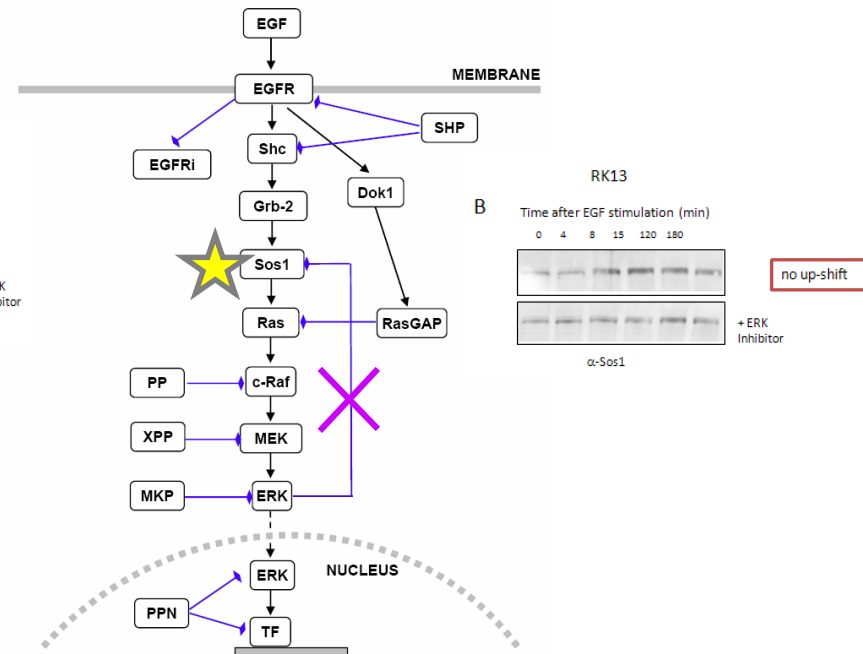 EGF
MEMBRANE
EGFR
SHP
EGFRi
Shc
Dok1
Grb-2
Sos1
Ras
RasGAP
PP
c-Raf
XPP
MEK
MKP
ERK
NUCLEUS
ERK
PPN
TF
K
bitor
RK13
B
Time after EGF stimulation (min)
0 4 8 15 120 180
no up-shift
+ ERK
Inhibitor
α-Sos1